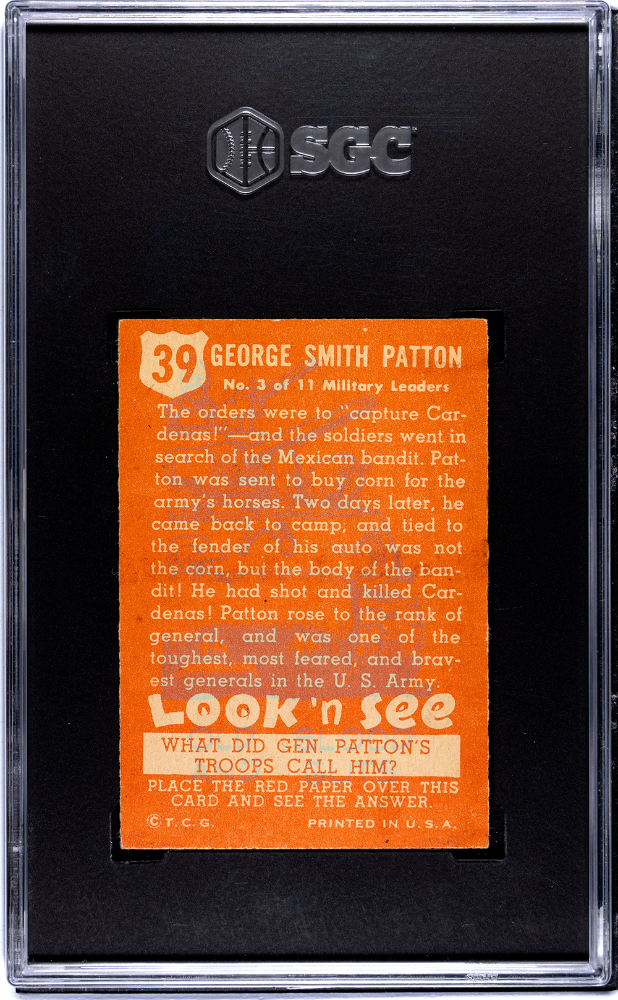 SGC
39
GEORGE SMITH PATTON
No. 3 of 11 Military Leaders
The orders were to "capture Car-
denas!"—and the soldiers went in
search of the Mexican bandit. Pat-
ton was sent to buy corn for the
army's horses. Two days later, he
came back to camp, and tied to
the fender of his auto was not
the corn, but the body of the ban-
dit! He had shot and killed Car-
denas! Patton rose to the rank of
general, and was one of the
toughest, most feared, and brav-
est generals in the U. S. Army.
LOOK 'n See
WHAT DID GEN. PATTON'S
TROOPS CALL HIM?
PLACE THE RED PAPER OVER THIS
CARD AND SEE THE ANSWER.
© T. C. G. PRINTED IN U. S. A.